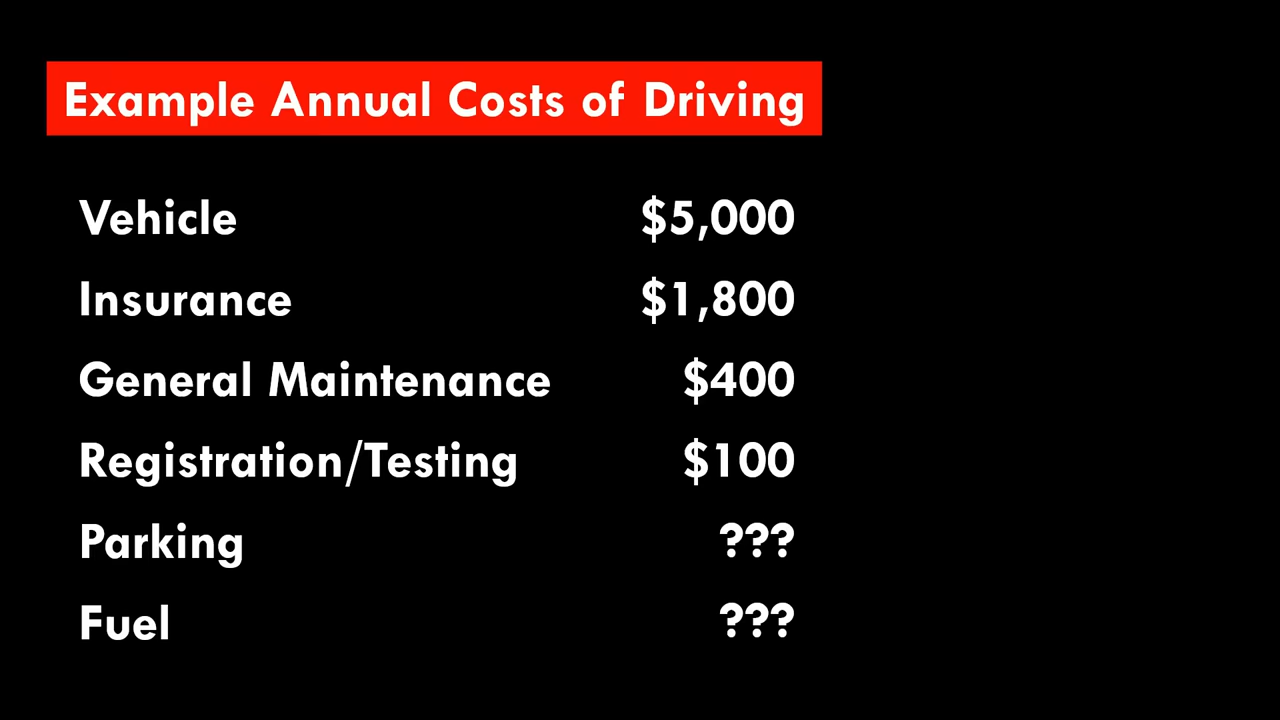 Example Annual Costs of Driving
Vehicle $5,000
Insurance $1,800
General Maintenance $400
Registration/Testing $100
Parking ???
Fuel ???